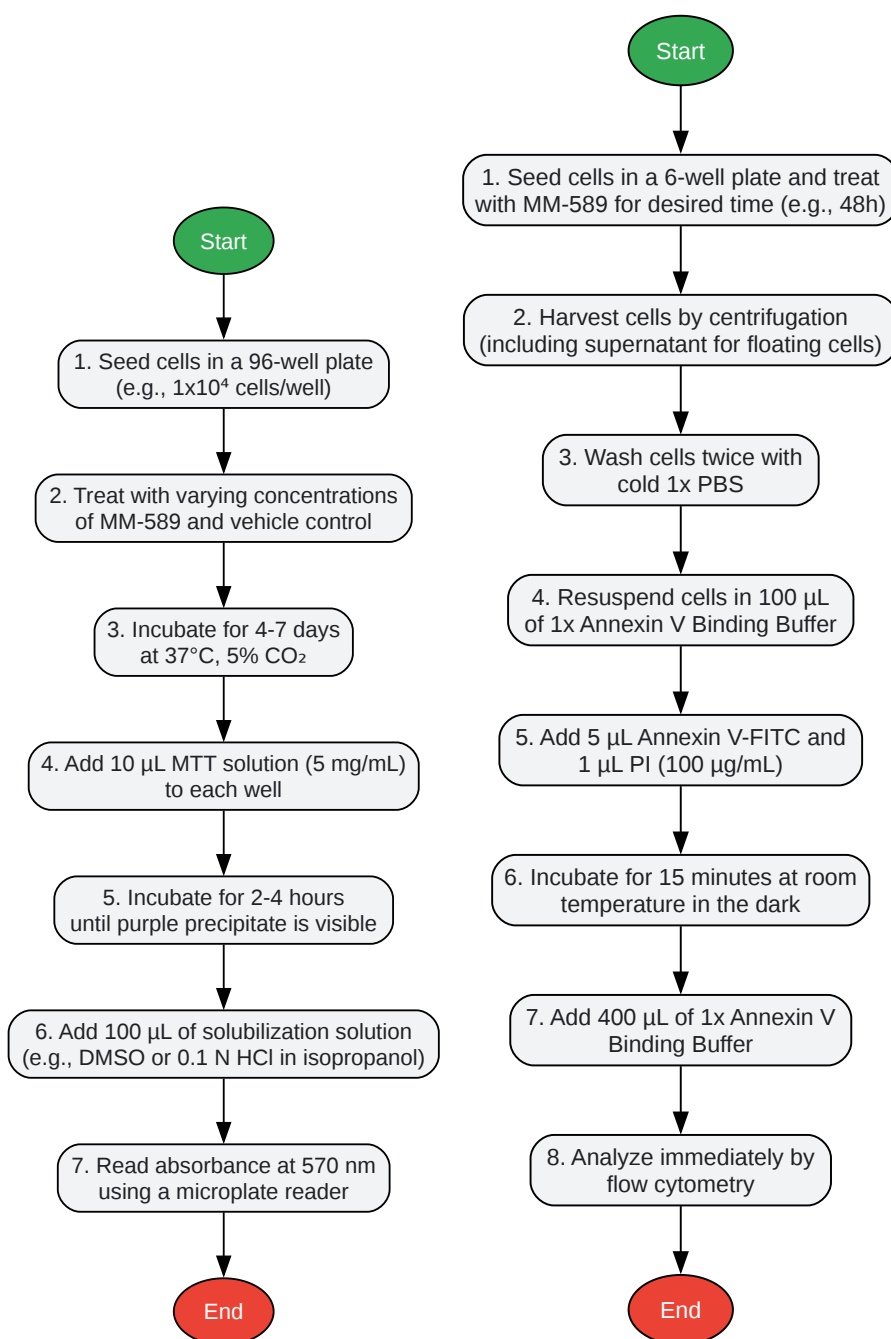 Start
1. Seed cells in a 96-well plate
(e.g., 1x10⁴ cells/well)
2. Treat with varying concentrations
of MM-589 and vehicle control
3. Incubate for 4-7 days
at 37°C, 5% CO₂
4. Add 10 µL MTT solution (5 mg/mL)
to each well
5. Incubate for 2-4 hours
until purple precipitate is visible
6. Add 100 µL of solubilization solution
(e.g., DMSO or 0.1 N HCl in isopropanol)
7. Read absorbance at 570 nm
using a microplate reader
End
Start
1. Seed cells in a 6-well plate and treat
with MM-589 for desired time (e.g., 48h)
2. Harvest cells by centrifugation
(including supernatant for floating cells)
3. Wash cells twice with
cold 1x PBS
4. Resuspend cells in 100 µL
of 1x Annexin V Binding Buffer
5. Add 5 µL Annexin V-FITC and
1 µL PI (100 µg/mL)
6. Incubate for 15 minutes at room
temperature in the dark
7. Add 400 µL of 1x Annexin V
Binding Buffer
8. Analyze immediately by
flow cytometry
End